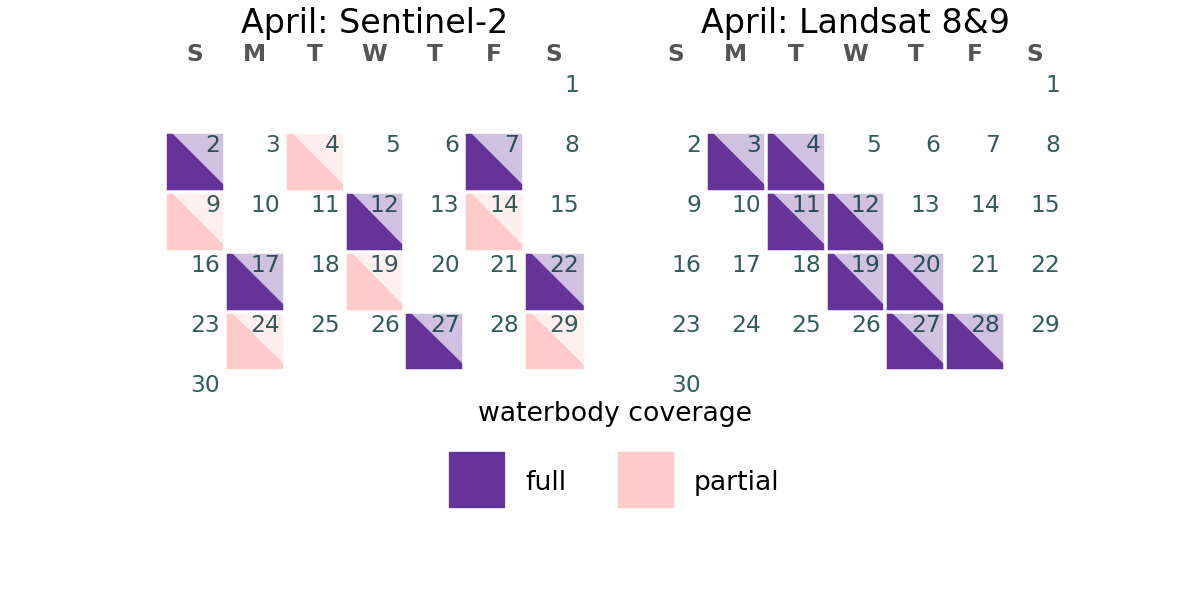 April: Sentinel-2
S M T W T F S
1
2 3 4 5 6 7 8
9 10 11 12 13 14 15
16 17 18 19 20 21 22
23 24 25 26 27 28 29
30
April: Landsat 8&9
S M T W T F S
1
2 3 4 5 6 7 8
9 10 11 12 13 14 15
16 17 18 19 20 21 22
23 24 25 26 27 28 29
30
waterbody coverage
full
partial